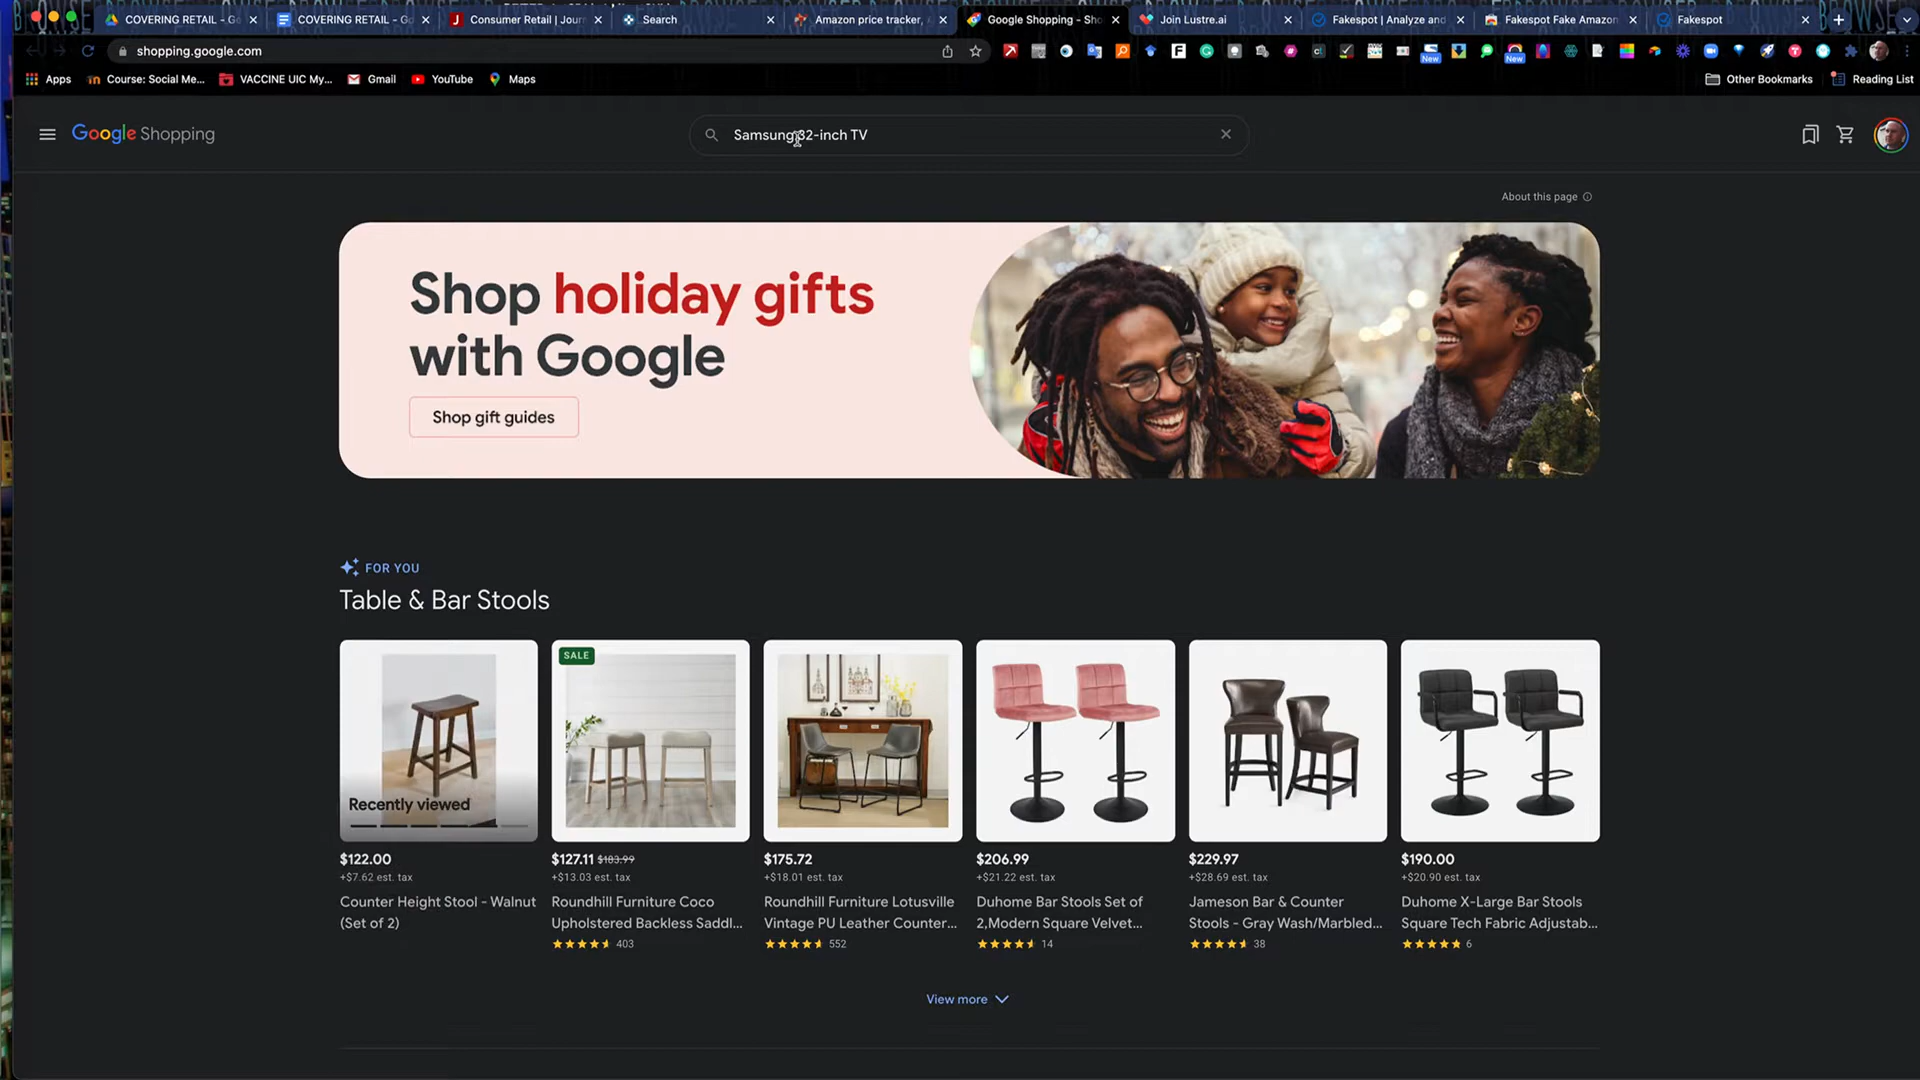 COVERING RETAIL - Go
COVERING RETAIL - Go
Consumer Retail | Jour
Search
Amazon price tracker,
Google Shopping - Sho
Join Lustre.ai
Fakespot | Analyze and
Fakespot Fake Amazon
Fakespot
shopping.google.com
New
New
Apps
Course: Social Me...
VACCINE UIC My...
Gmail
YouTube
Maps
Other Bookmarks
Reading List
Google Shopping
Samsung 32-inch TV
About this page
Shop holiday gifts
with Google
Shop gift guides
FOR YOU
Table & Bar Stools
SALE
Recently viewed
$122.00
+$7.62 est. tax
Counter Height Stool - Walnut
(Set of 2)
$127.11 $183.99
+$13.03 est. tax
Roundhill Furniture Coco
Upholstered Backless Saddl...
403
$175.72
+$18.01 est. tax
Roundhill Furniture Lotusville
Vintage PU Leather Counter...
552
$206.99
+$21.22 est. tax
Duhome Bar Stools Set of
2,Modern Square Velvet...
14
$229.97
+$28.69 est. tax
Jameson Bar & Counter
Stools - Gray Wash/Marbled...
38
$190.00
+$20.90 est. tax
Duhome X-Large Bar Stools
Square Tech Fabric Adjustab...
6
View more